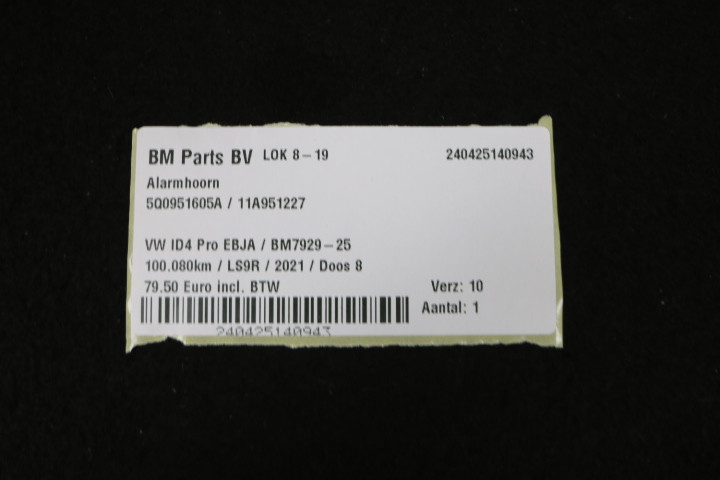 BM Parts BV LOK 8-19 240425140943
Alarmhoorn
5Q0951605A / 11A951227
VW ID4 Pro EBJA / BM7929-25
100.080km / LS9R / 2021 / Doos 8
79.50 Euro incl. BTW Verz: 10
Aantal: 1
240425140943